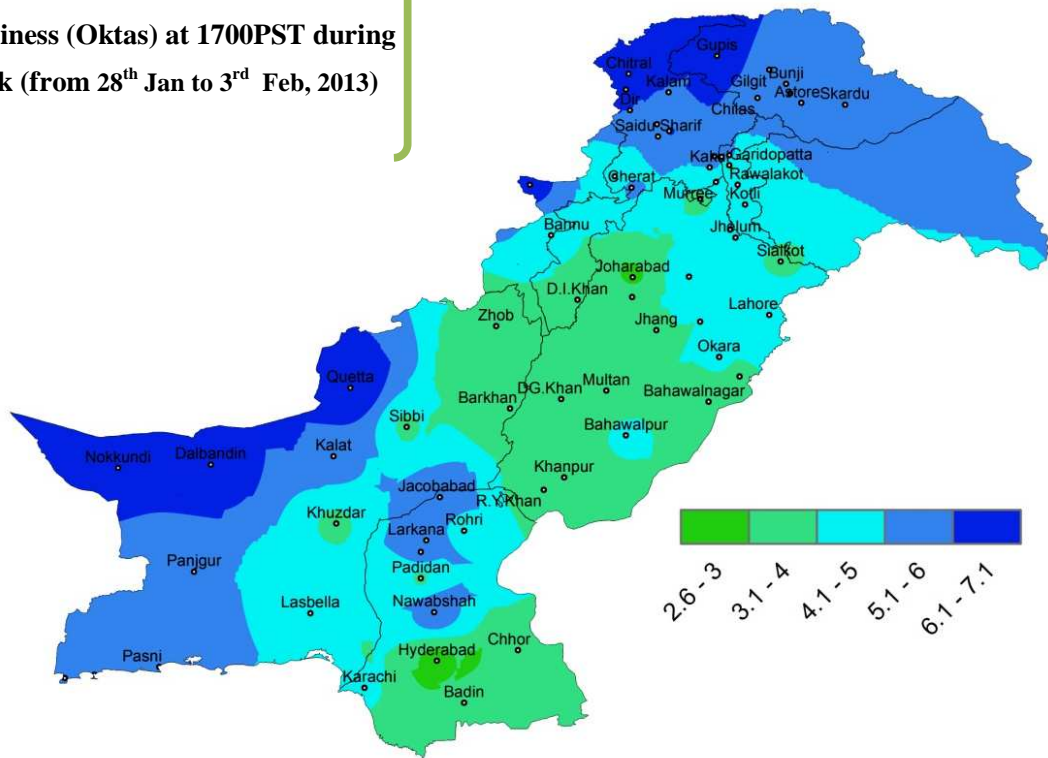 iness (Oktas) at 1700PST during
k (from 28th Jan to 3rd Feb, 2013)
Gupis
Chitral
Bunji
Kalam
Gilgit
Astore Skardu
Dir
Chilas
Saidu Sharif
Garidopatta
Rawalakot
Cherat
Murree
Kotli
Bannu
Jhelum
Sialkot
Joharabad
D.I.Khan
Lahore
Zhob
Jhang
Okara
Quetta
DG.Khan
Multan
Bahawalnagar
Barkhan
Sibbi
Bahawalpur
Nokkundi
Dalbandin
Kalat
Khanpur
Jacobabad
R.Y.Khan
Khuzdar
Larkana
Rohri
Panjgur
Padidan
Lasbella
Nawabshah
Chhor
Hyderabad
Pasni
Karachi
Badin
2.6 - 3
3.1 - 4
4.1 - 5
5.1 - 6
6.1 - 7.1